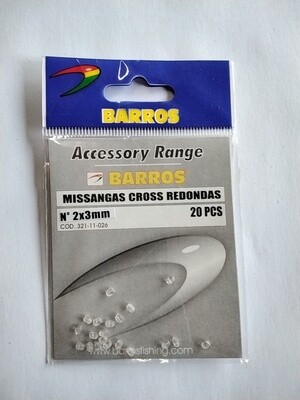 BARROS
Accessory Range
BARROS
MISSANGAS CROSS REDONDAS
Nº 2x3mm
20 PCS
COD. 321-11-026
www.barrosfishing.com